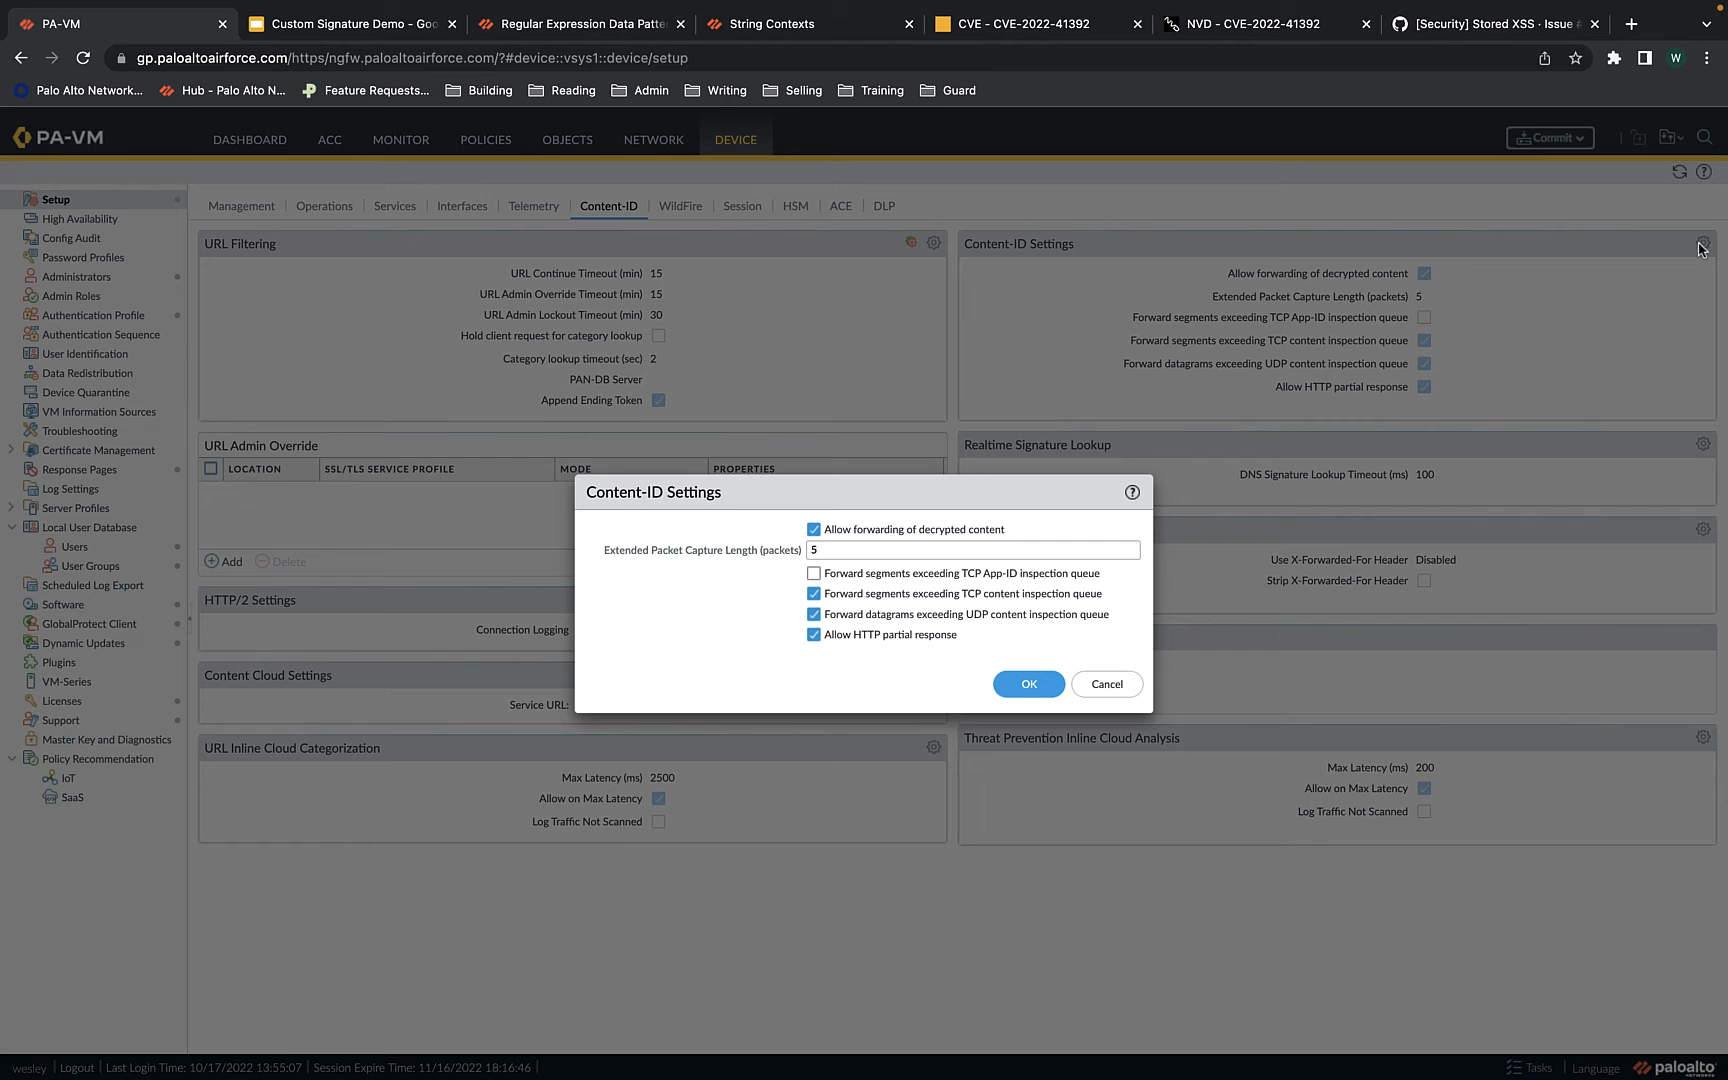 PA-VM
Custom Signature Demo - Goo
Regular Expression Data Patte
String Contexts
CVE - CVE-2022-41392
NVD - CVE-2022-41392
[Security] Stored XSS · Issue #
gp.paloaltoairforce.com/https/ngfw.paloaltoairforce.com/?#device::vsys1::device/setup
W
Palo Alto Network...
Hub - Palo Alto N...
Feature Requests...
Building
Reading
Admin
Writing
Selling
Training
Guard
PA-VM
DASHBOARD
ACC
MONITOR
POLICIES
OBJECTS
NETWORK
DEVICE
Commit
Setup
High Availability
Config Audit
Password Profiles
Administrators
Admin Roles
Authentication Profile
Authentication Sequence
User Identification
Data Redistribution
Device Quarantine
VM Information Sources
Troubleshooting
Certificate Management
Response Pages
Log Settings
Server Profiles
Local User Database
Users
User Groups
Scheduled Log Export
Software
GlobalProtect Client
Dynamic Updates
Plugins
VM-Series
Licenses
Support
Master Key and Diagnostics
Policy Recommendation
IoT
SaaS
Management
Operations
Services
Interfaces
Telemetry
Content-ID
WildFire
Session
HSM
ACE
DLP
URL Filtering
URL Continue Timeout (min) 15
URL Admin Override Timeout (min) 15
URL Admin Lockout Timeout (min) 30
Hold client request for category lookup
Category lookup timeout (sec) 2
PAN-DB Server
Append Ending Token
URL Admin Override
LOCATION
SSL/TLS SERVICE PROFILE
MODE
PROPERTIES
Add
Delete
HTTP/2 Settings
Connection Logging
Content Cloud Settings
Service URL:
URL Inline Cloud Categorization
Max Latency (ms) 2500
Allow on Max Latency
Log Traffic Not Scanned
Content-ID Settings
Allow forwarding of decrypted content
Extended Packet Capture Length (packets) 5
Forward segments exceeding TCP App-ID inspection queue
Forward segments exceeding TCP content inspection queue
Forward datagrams exceeding UDP content inspection queue
Allow HTTP partial response
Realtime Signature Lookup
DNS Signature Lookup Timeout (ms) 100
Use X-Forwarded-For Header Disabled
Strip X-Forwarded-For Header
Threat Prevention Inline Cloud Analysis
Max Latency (ms) 200
Allow on Max Latency
Log Traffic Not Scanned
Content-ID Settings
Allow forwarding of decrypted content
Extended Packet Capture Length (packets) 5
Forward segments exceeding TCP App-ID inspection queue
Forward segments exceeding TCP content inspection queue
Forward datagrams exceeding UDP content inspection queue
Allow HTTP partial response
OK
Cancel
wesley | Logout | Last Login Time: 10/17/2022 13:55:07 | Session Expire Time: 11/16/2022 18:16:46 |
Tasks | Language
paloalto
NETWORKS